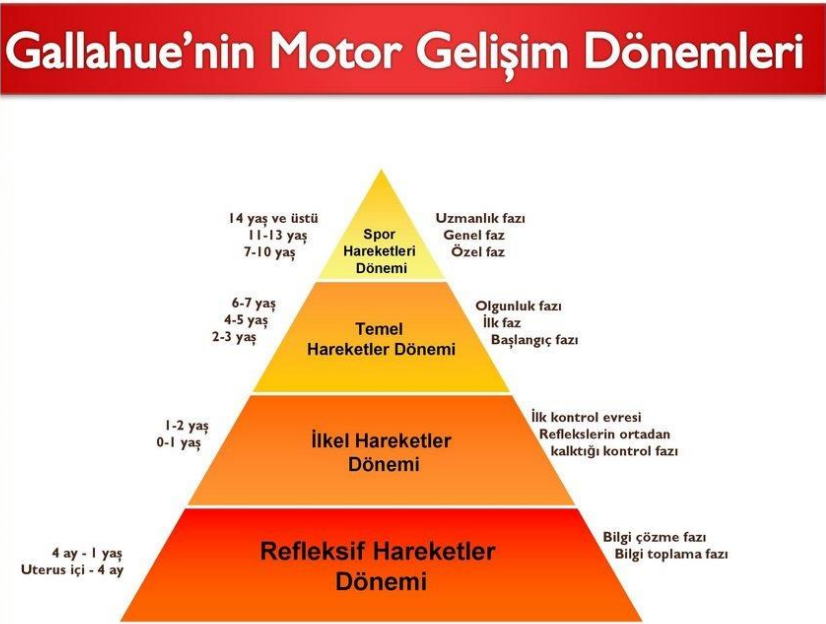 Gallahue’nin Motor Gelişim Dönemleri
14 yaş ve üstü
11-13 yaş
7-10 yaş
Spor
Hareketleri
Dönemi
Uzmanlık fazı
Genel faz
Özel faz
6-7 yaş
4-5 yaş
2-3 yaş
Temel
Hareketler Dönemi
Olgunluk fazı
İlk faz
Başlangıç fazı
1-2 yaş
0-1 yaş
İlkel Hareketler
Dönemi
İlk kontrol evresi
Reflekslerin ortadan
kalktığı kontrol fazı
4 ay - 1 yaş
Uterus içi - 4 ay
Refleksif Hareketler
Dönemi
Bilgi çözme fazı
Bilgi toplama fazı